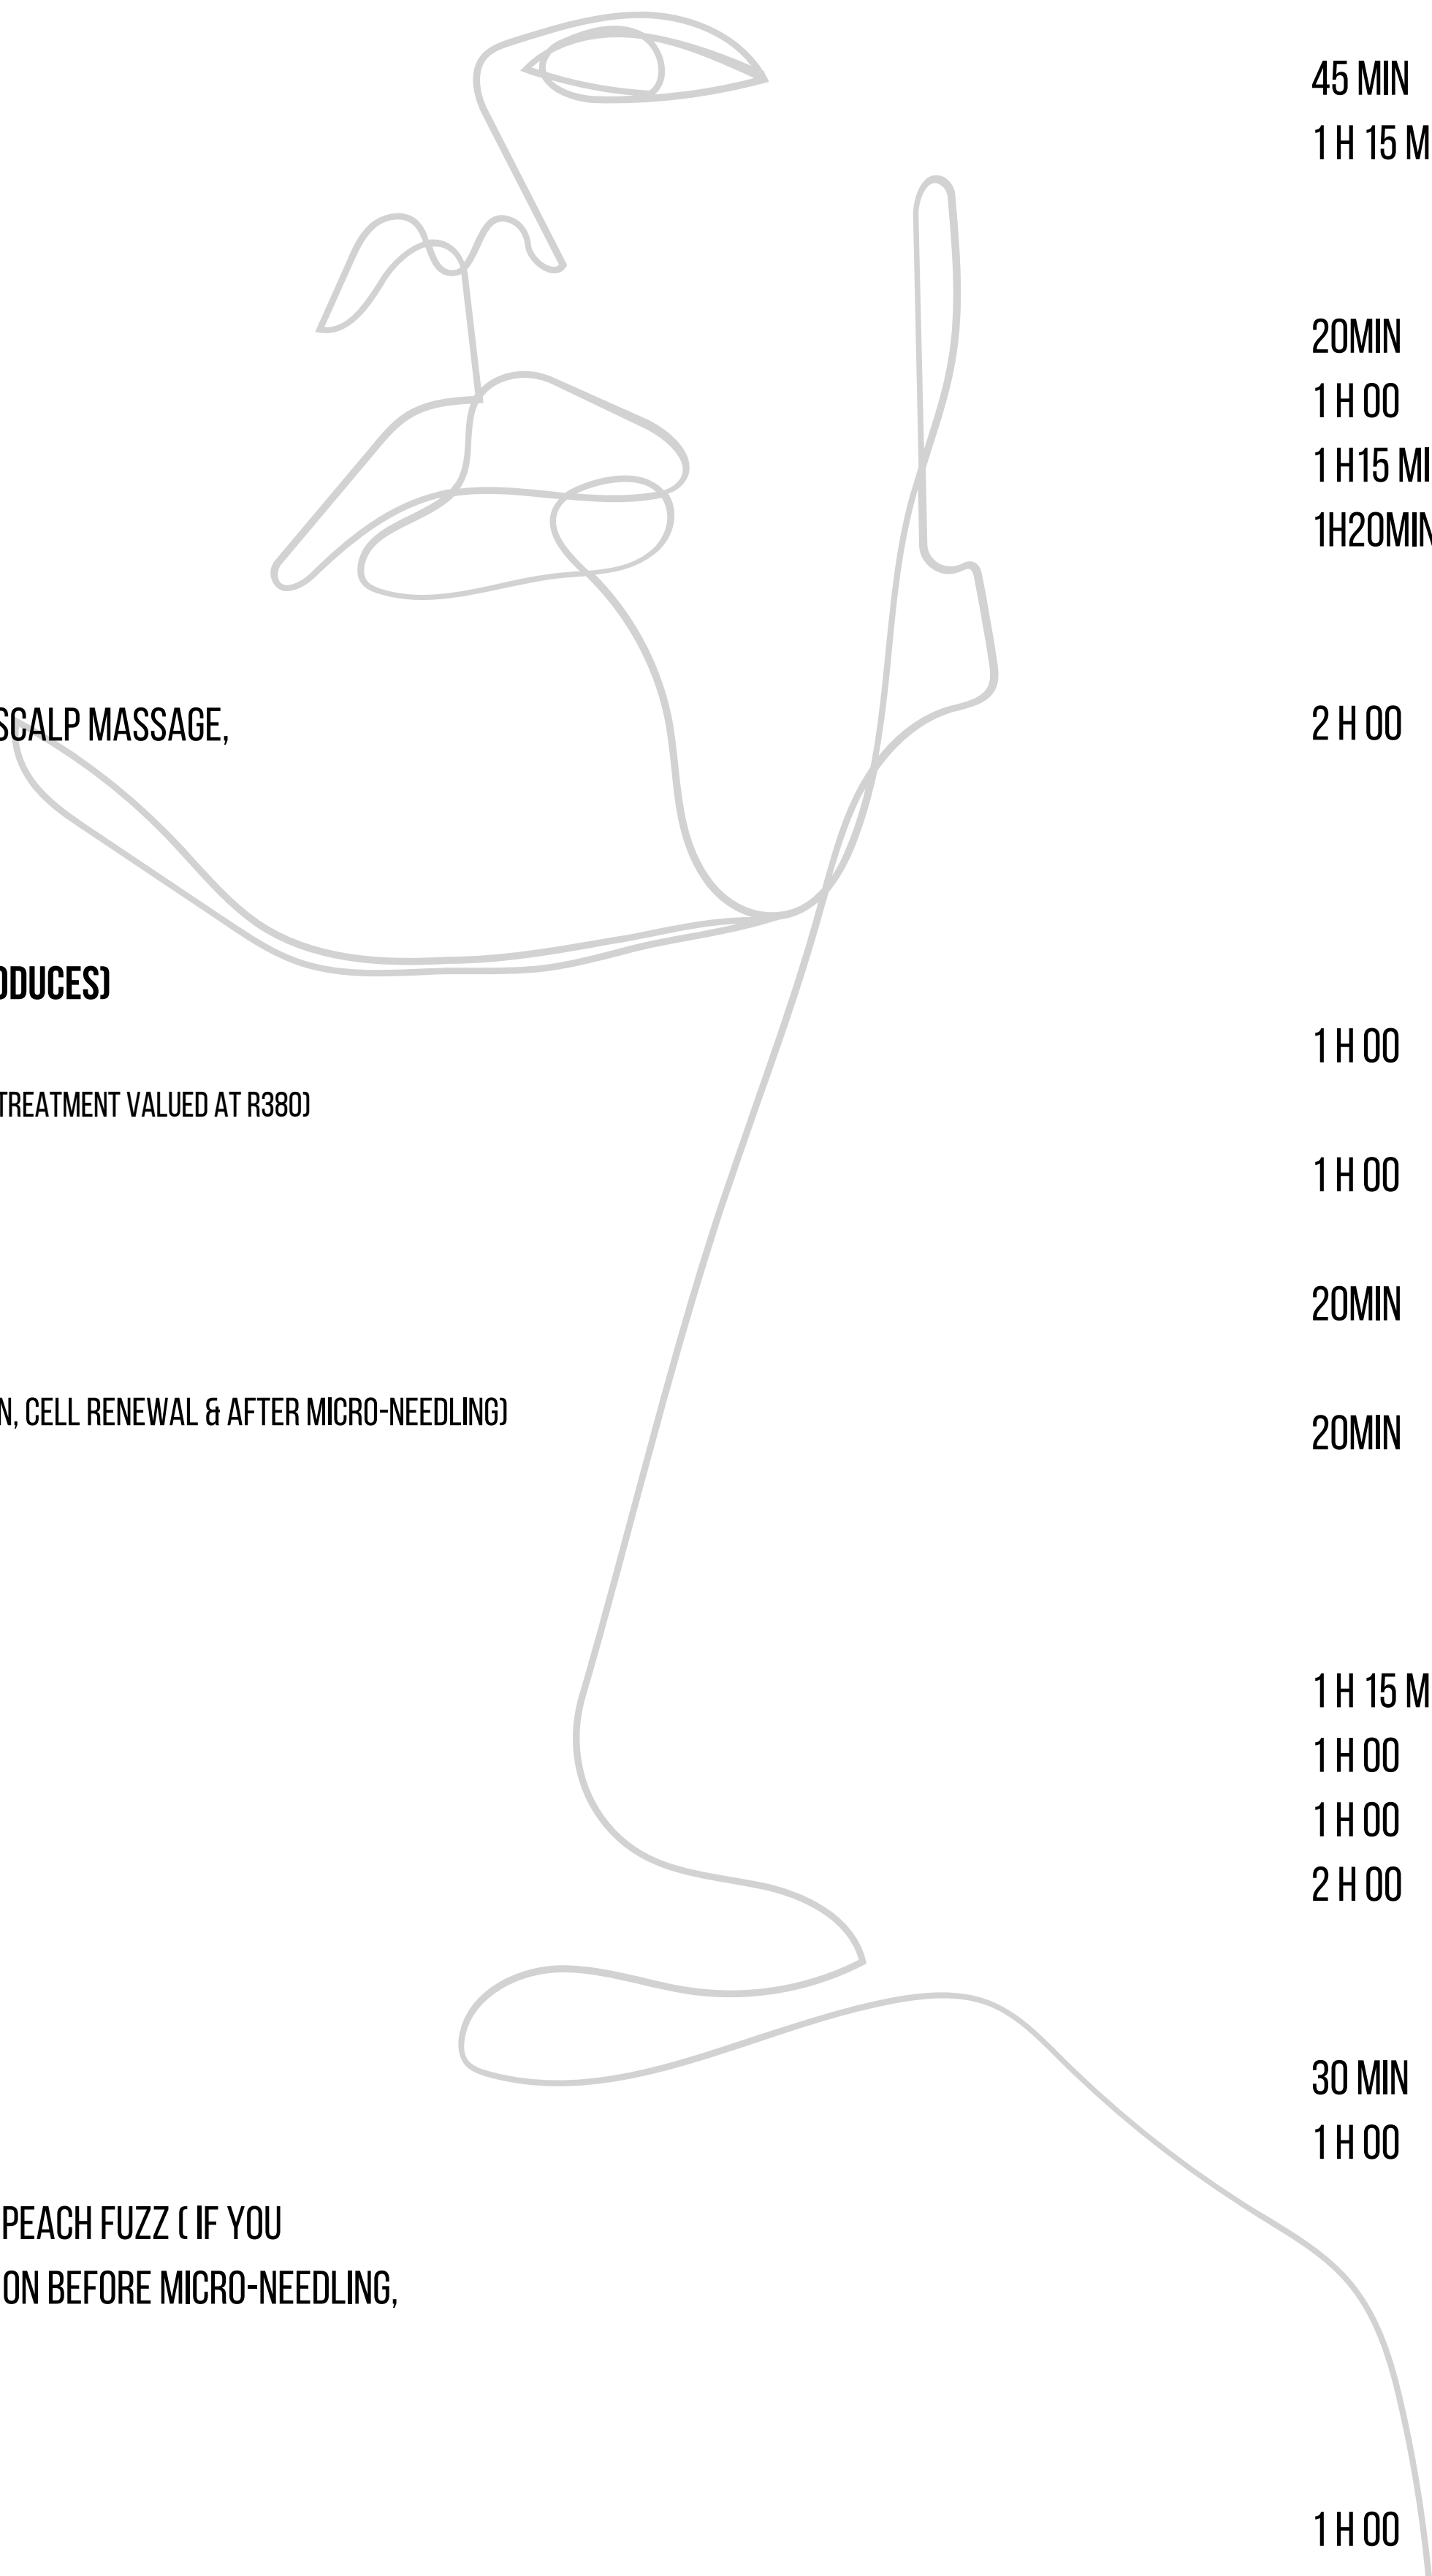 45 MIN
1 H 15 M
20MIN
1 H 00
1 H15 MI
1H20MIN
SCALP MASSAGE,
2 H 00
ODUCES)
1 H 00
TREATMENT VALUED AT R380)
1 H 00
20MIN
N, CELL RENEWAL & AFTER MICRO-NEEDLING)
20MIN
1 H 15 M
1 H 00
1 H 00
2 H 00
30 MIN
1 H 00
PEACH FUZZ ( IF YOU
ON BEFORE MICRO-NEEDLING,
1 H 00